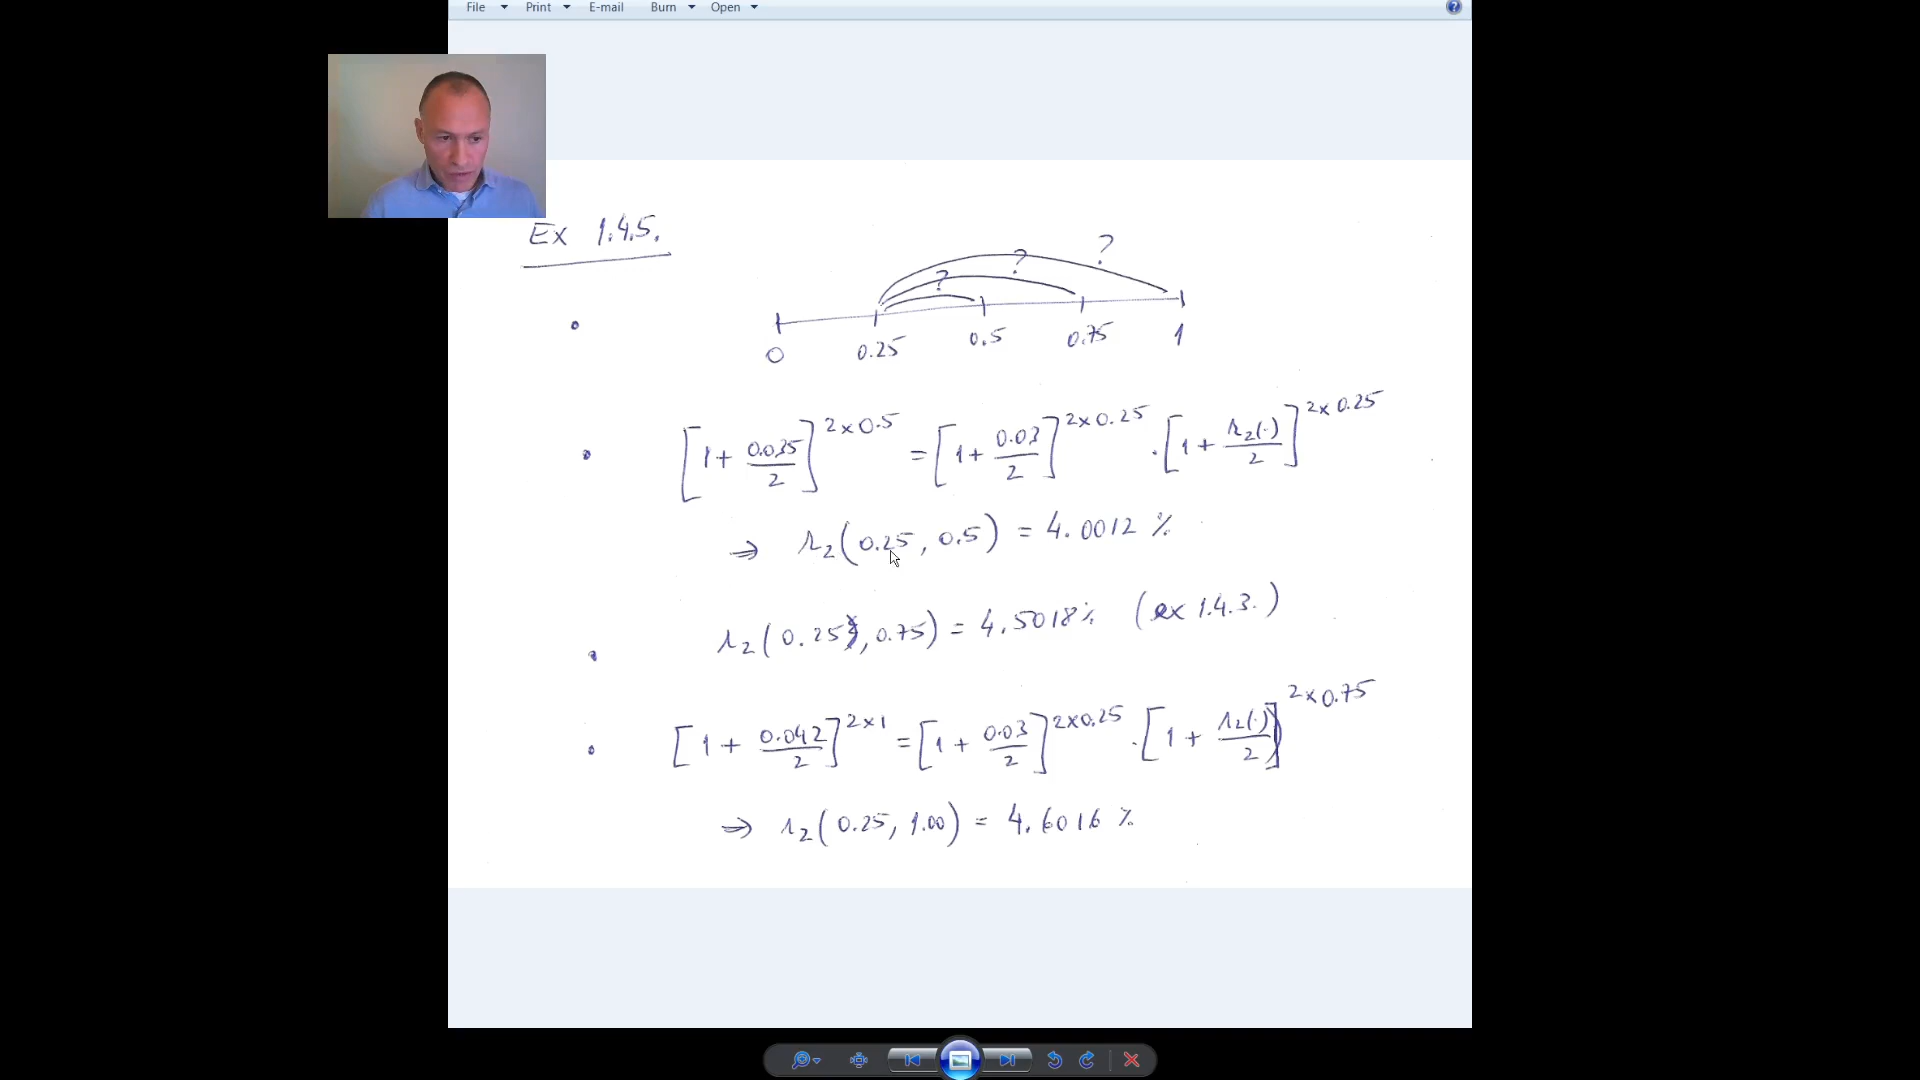 File Print E-mail Burn Open
Ex 1.4.5.
? ? ?
0 0.25 0.5 0.75 1
[1 + 0.035/2]^2×0.5 = [1 + 0.03/2]^2×0.25 · [1 + r₂(·)/2]^2×0.25
⇒ r₂(0.25, 0.5) = 4.0012 %
r₂(0.25, 0.75) = 4.5018% (ex 1.4.3.)
[1 + 0.042/2]^2×1 = [1 + 0.03/2]^2×0.25 · [1 + r₂(·)/2]^2×0.75
⇒ r₂(0.25, 1.00) = 4.6016 %